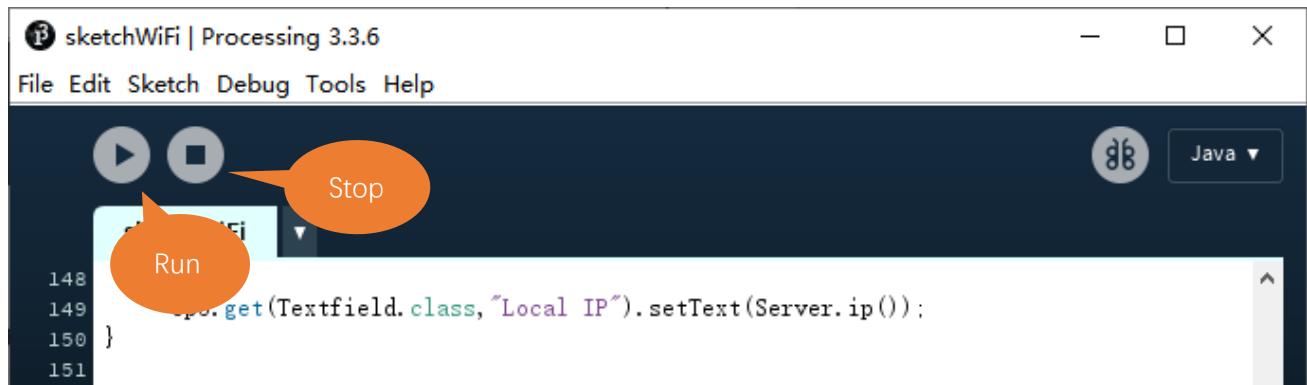 sketchWiFi | Processing 3.3.6
File Edit Sketch Debug Tools Help
Java ▼
Stop
Run
148
149 .get(Textfield.class,"Local IP").setText(Server.ip());
150 }
151